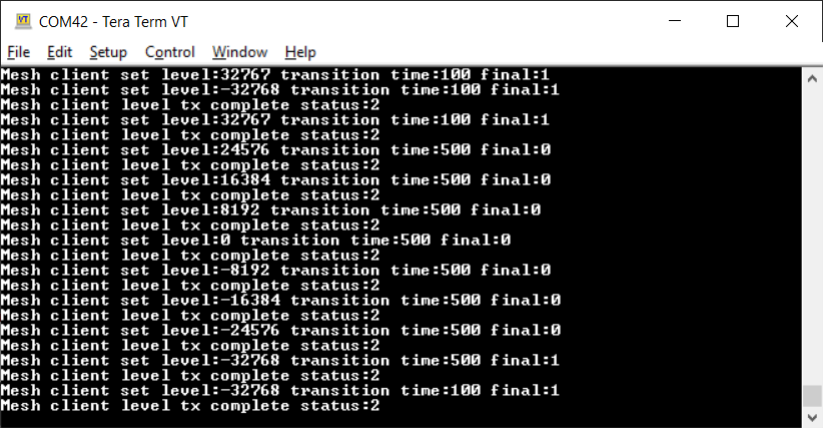 VT COM42 - Tera Term VT
File Edit Setup Control Window Help
Mesh client set level:32767 transition time:100 final:1
Mesh client set level:-32768 transition time:100 final:1
Mesh client level tx complete status:2
Mesh client set level:32767 transition time:100 final:1
Mesh client level tx complete status:2
Mesh client set level:24576 transition time:500 final:0
Mesh client level tx complete status:2
Mesh client set level:16384 transition time:500 final:0
Mesh client level tx complete status:2
Mesh client set level:8192 transition time:500 final:0
Mesh client level tx complete status:2
Mesh client set level:0 transition time:500 final:0
Mesh client level tx complete status:2
Mesh client set level:-8192 transition time:500 final:0
Mesh client level tx complete status:2
Mesh client set level:-16384 transition time:500 final:0
Mesh client level tx complete status:2
Mesh client set level:-24576 transition time:500 final:0
Mesh client level tx complete status:2
Mesh client set level:-32768 transition time:500 final:1
Mesh client level tx complete status:2
Mesh client set level:-32768 transition time:100 final:1
Mesh client level tx complete status:2